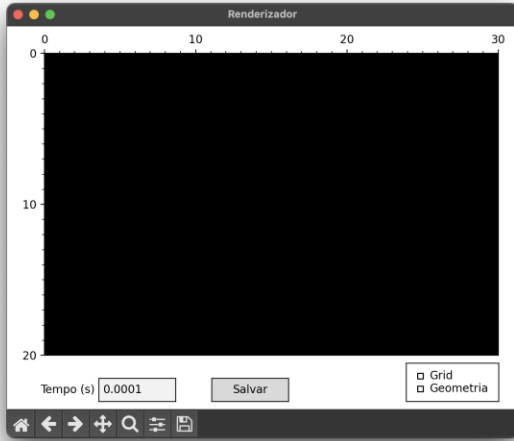 Renderizador
0 10 20 30
0
10
20
Tempo (s) 0.0001 Salvar
Grid
Geometria